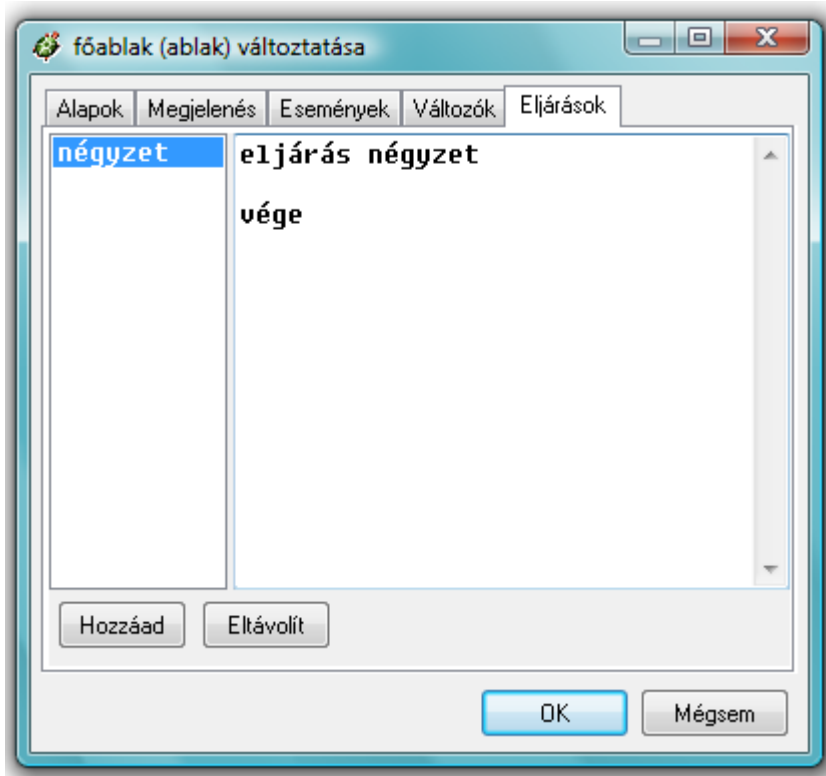 főablak (ablak) változtatása
Alapok Megjelenés Események Változók Eljárások
négyzet
eljárás négyzet
vége
Hozzáad Eltávolít
OK Mégsem